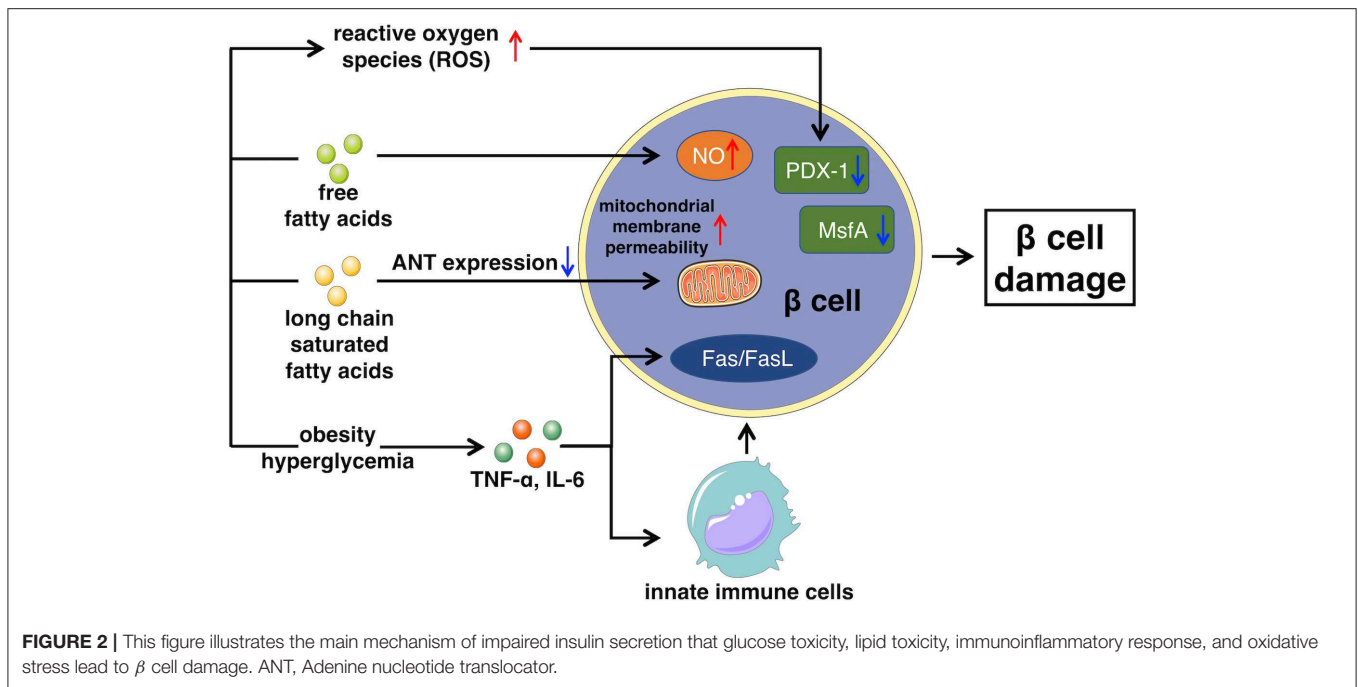 reactive oxygen
species (ROS)
free
fatty acids
NO
PDX-1
MsfA
mitochondrial
membrane
permeability
ANT expression
long chain
saturated
fatty acids
β cell
β cell
damage
Fas/FasL
obesity
hyperglycemia
TNF-α, IL-6
innate immune cells
FIGURE 2 | This figure illustrates the main mechanism of impaired insulin secretion that glucose toxicity, lipid toxicity, immunoinflammatory response, and oxidative
stress lead to β cell damage. ANT, Adenine nucleotide translocator.